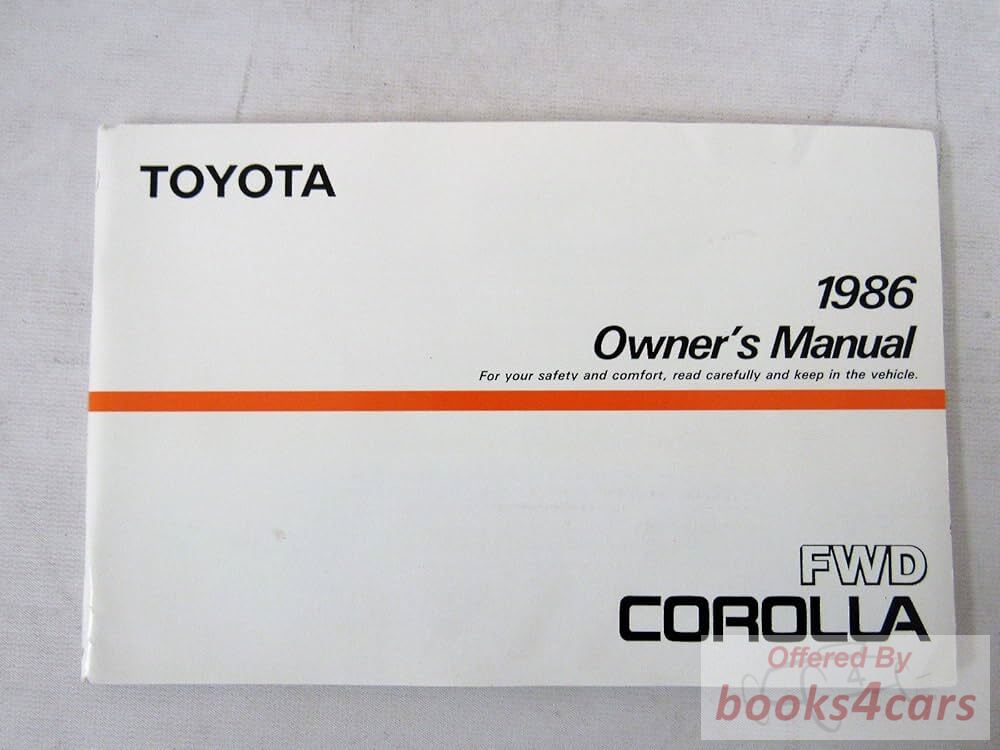 TOYOTA
1986
Owner's Manual
For your safety and comfort, read carefully and keep in the vehicle.
FWD
COROLLA
Offered By
books4cars